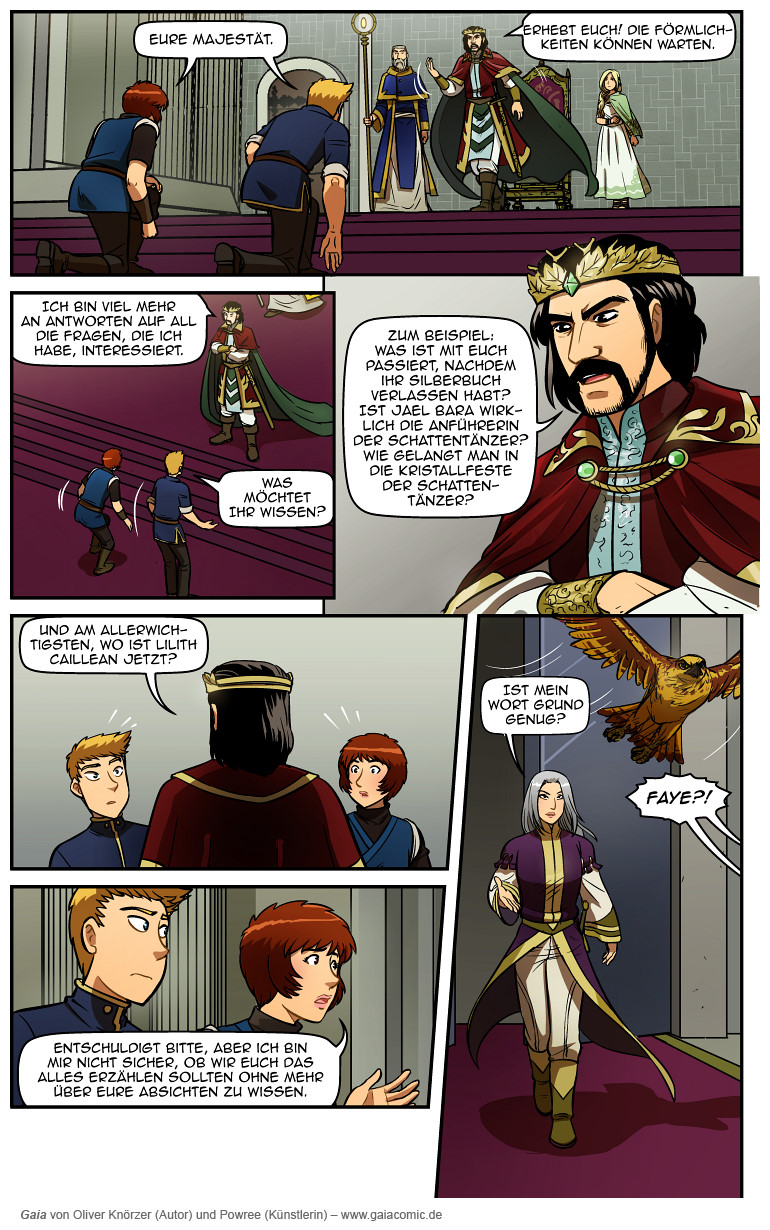 EURE MAJESTÄT.
ERHEBT EUCH! DIE FÖRMLICH-
KEITEN KÖNNEN WARTEN.
ICH BIN VIEL MEHR
AN ANTWORTEN AUF ALL
DIE FRAGEN, DIE ICH
HABE, INTERESSIERT.
WAS
MÖCHTET
IHR WISSEN?
ZUM BEISPIEL:
WAS IST MIT EUCH
PASSIERT, NACHDEM
IHR SILBERBUCH
VERLASSEN HABT?
IST JAEL BARA WIRK-
LICH DIE ANFÜHRERIN
DER SCHATTENTÄNZER?
WIE GELANGT MAN IN
DIE KRISTALLFESTE
DER SCHATTEN-
TÄNZER?
UND AM ALLERWICH-
TIGSTEN, WO IST LILITH
CAILLEAN JETZT?
ENTSCHULDIGT BITTE, ABER ICH BIN
MIR NICHT SICHER, OB WIR EUCH DAS
ALLES ERZÄHLEN SOLLTEN OHNE MEHR
ÜBER EURE ABSICHTEN ZU WISSEN.
IST MEIN
WORT GRUND
GENUG?
FAYE?!
Gaia von Oliver Knörzer (Autor) und Powree (Künstlerin) – www.gaiacomic.de